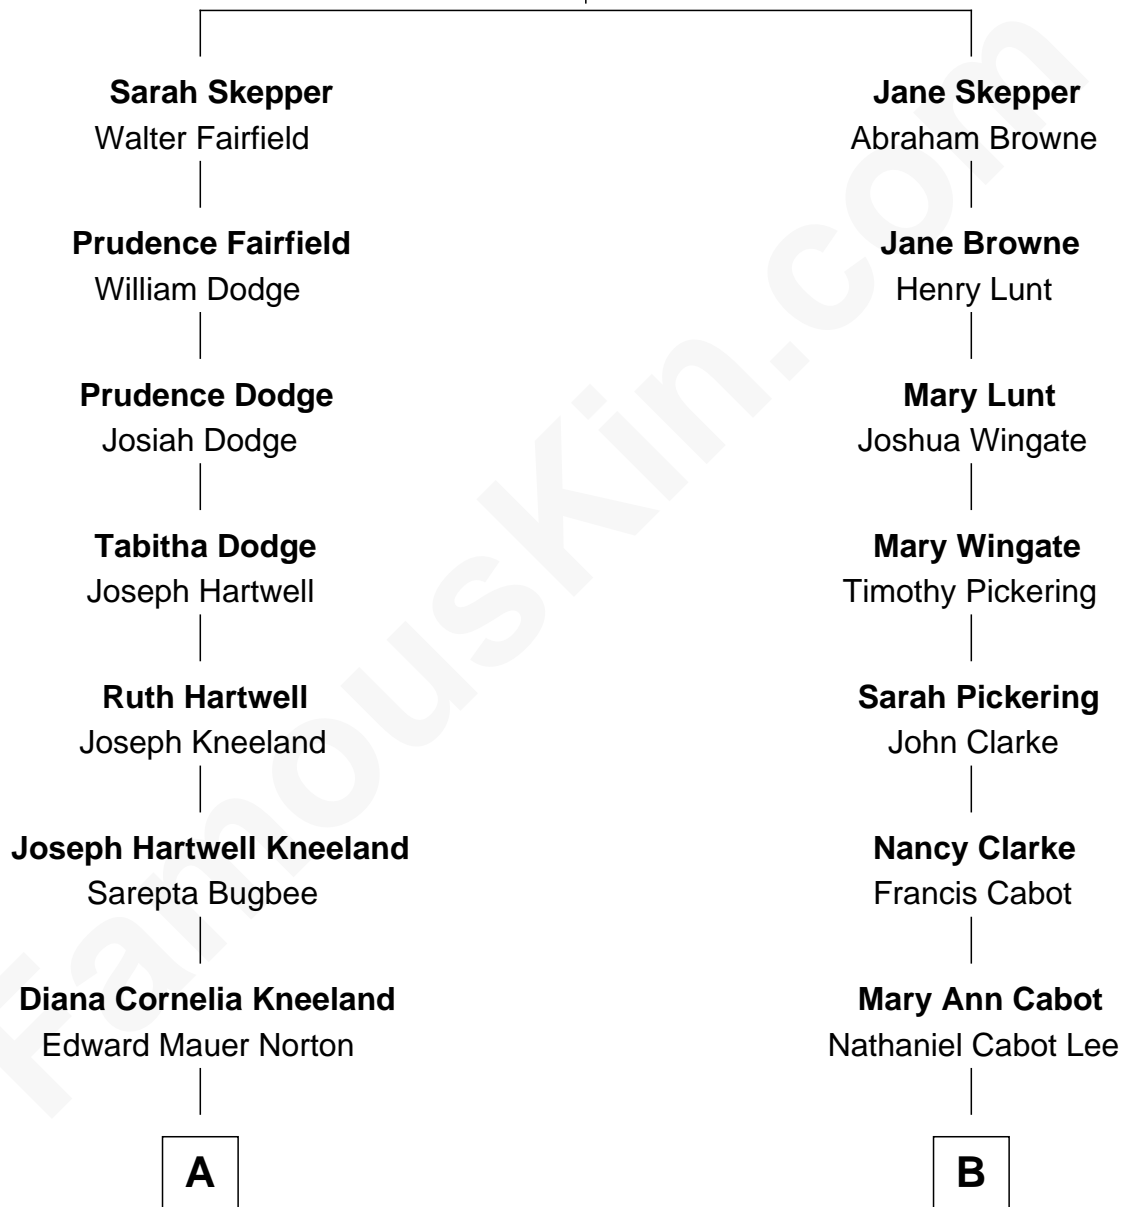 Sarah Skepper
Walter Fairfield
Prudence Fairfield
William Dodge
Prudence Dodge
Josiah Dodge
Tabitha Dodge
Joseph Hartwell
Ruth Hartwell
Joseph Kneeland
Joseph Hartwell Kneeland
Sarepta Bugbee
Diana Cornelia Kneeland
Edward Mauer Norton
A
Jane Skepper
Abraham Browne
Jane Browne
Henry Lunt
Mary Lunt
Joshua Wingate
Mary Wingate
Timothy Pickering
Sarah Pickering
John Clarke
Nancy Clarke
Francis Cabot
Mary Ann Cabot
Nathaniel Cabot Lee
B
FamousKin.com